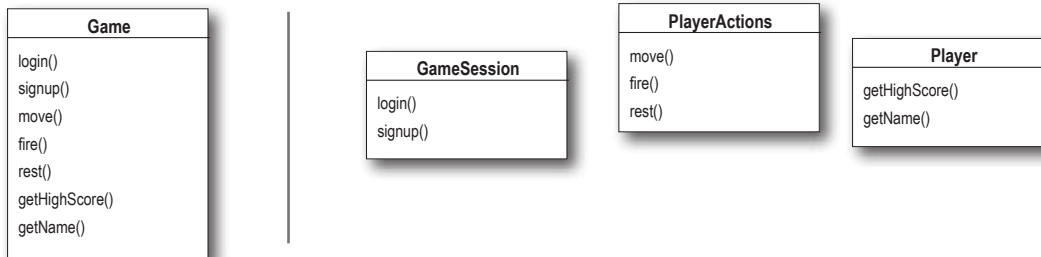 Game
login()
signup()
move()
fire()
rest()
getHighScore()
getName()
GameSession
login()
signup()
PlayerActions
move()
fire()
rest()
Player
getHighScore()
getName()